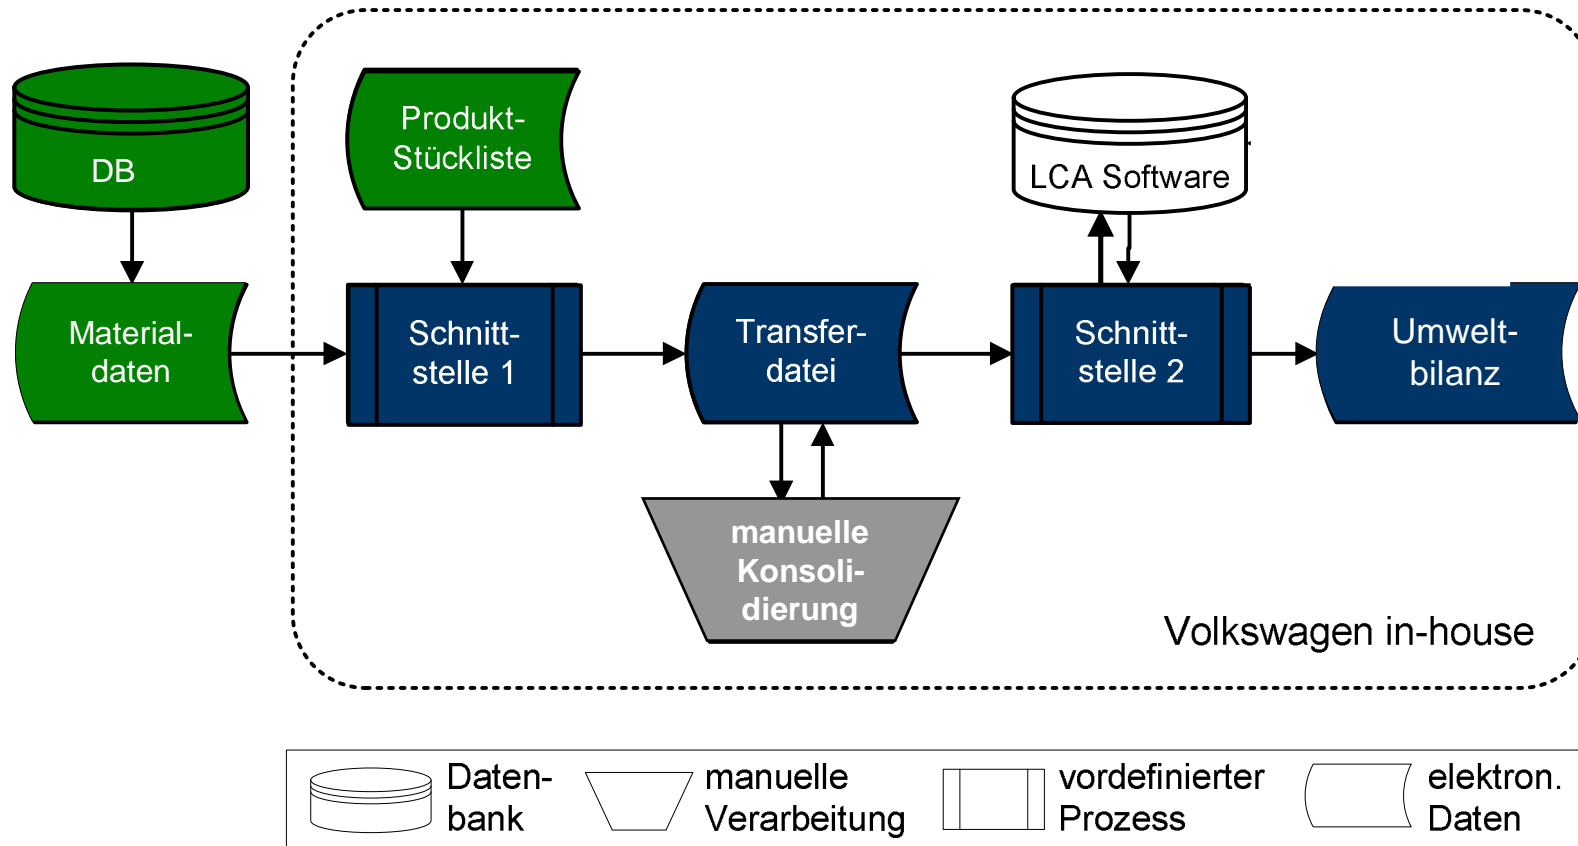 DB
Produkt-
Stückliste
LCA Software
Material-
daten
Schnitt-
stelle 1
Transfer-
datei
Schnitt-
stelle 2
Umwelt-
bilanz
manuelle
Konsoli-
dierung
Volkswagen in-house
Daten-
bank
manuelle
Verarbeitung
vordefinierter
Prozess
elektron.
Daten